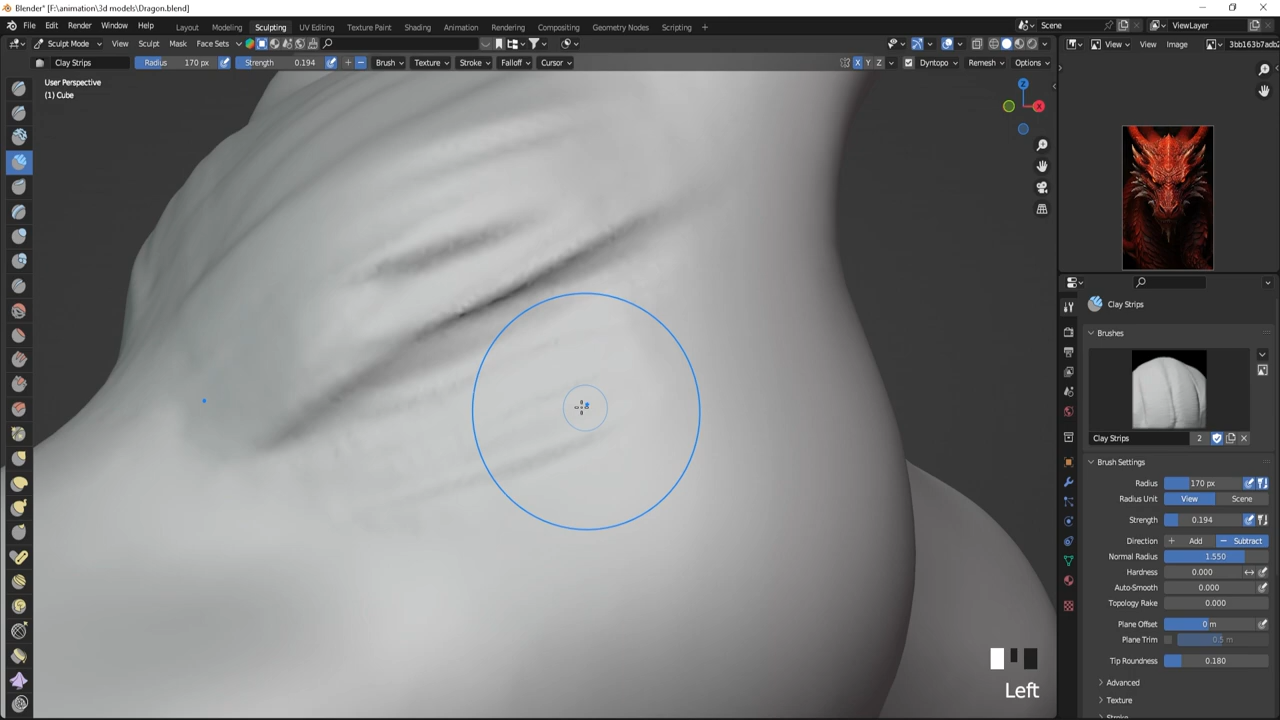 Blender* [F:\animation\3d models\Dragon.blend]
File Edit Render Window Help Layout Modeling Sculpting UV Editing Texture Paint Shading Animation Rendering Compositing Geometry Nodes Scripting + Scene ViewLayer
Sculpt Mode View Sculpt Mask Face Sets View View Image 3bb163b7adb2
Clay Strips Radius 170 px Strength 0.194 Brush Texture Stroke Falloff Cursor X Y Z Dyntopo Remesh Options
User Perspective
(1) Cube
Z
X
Clay Strips
Brushes
Clay Strips 2
Brush Settings
Radius 170 px
Radius Unit View Scene
Strength 0.194
Direction + Add − Subtract
Normal Radius 1.550
Hardness 0.000
Auto-Smooth 0.000
Topology Rake 0.000
Plane Offset 0 m
Plane Trim 0.5 m
Tip Roundness 0.180
Advanced
Texture
Left